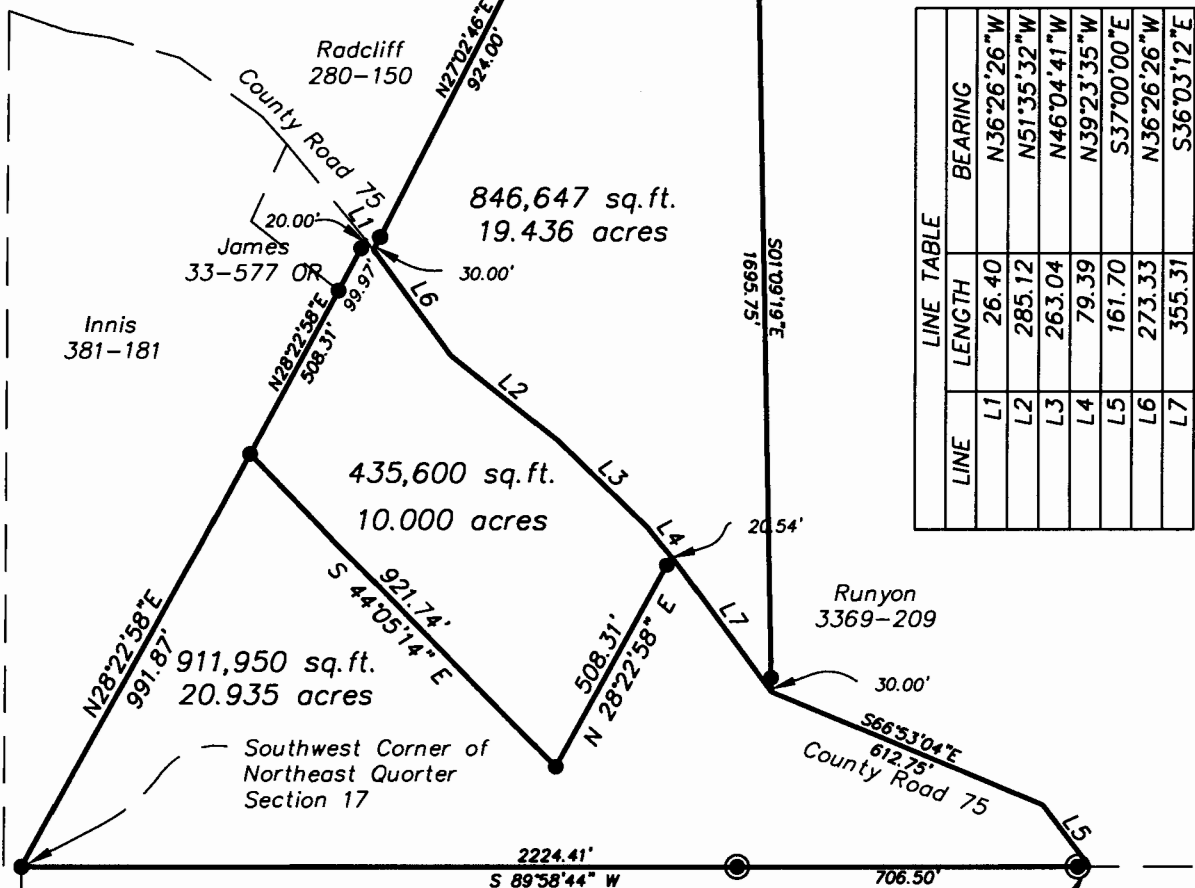 N27°02'46"E
924.00'
Radcliff
280-150
County Road 75
L1
20.00'
846,647 sq.ft.
19.436 acres
James
33-577 OR
30.00'
99.97'
L6
S01°09'19"E
1695.75'
Innis
381-181
N28°22'58"E
508.31'
L2
435,600 sq.ft.
10.000 acres
L3
L4
20.54'
921.74'
S 44°05'14" E
Runyon
3369-209
L7
508.31'
N 28°22'58" E
N28°22'58"E
991.87'
911,950 sq.ft.
20.935 acres
30.00'
S66°53'04"E
612.75'
County Road 75
Southwest Corner of
Northeast Quorter
Section 17
L5
2224.41'
S 89°58'44" W
706.50'
LINE TABLE
LINE LENGTH BEARING
L1 26.40 N36°26'26"W
L2 285.12 N51°35'32"W
L3 263.04 N46°04'41"W
L4 79.39 N39°23'35"W
L5 161.70 S37°00'00"E
L6 273.33 N36°26'26"W
L7 355.31 S36°03'12"E